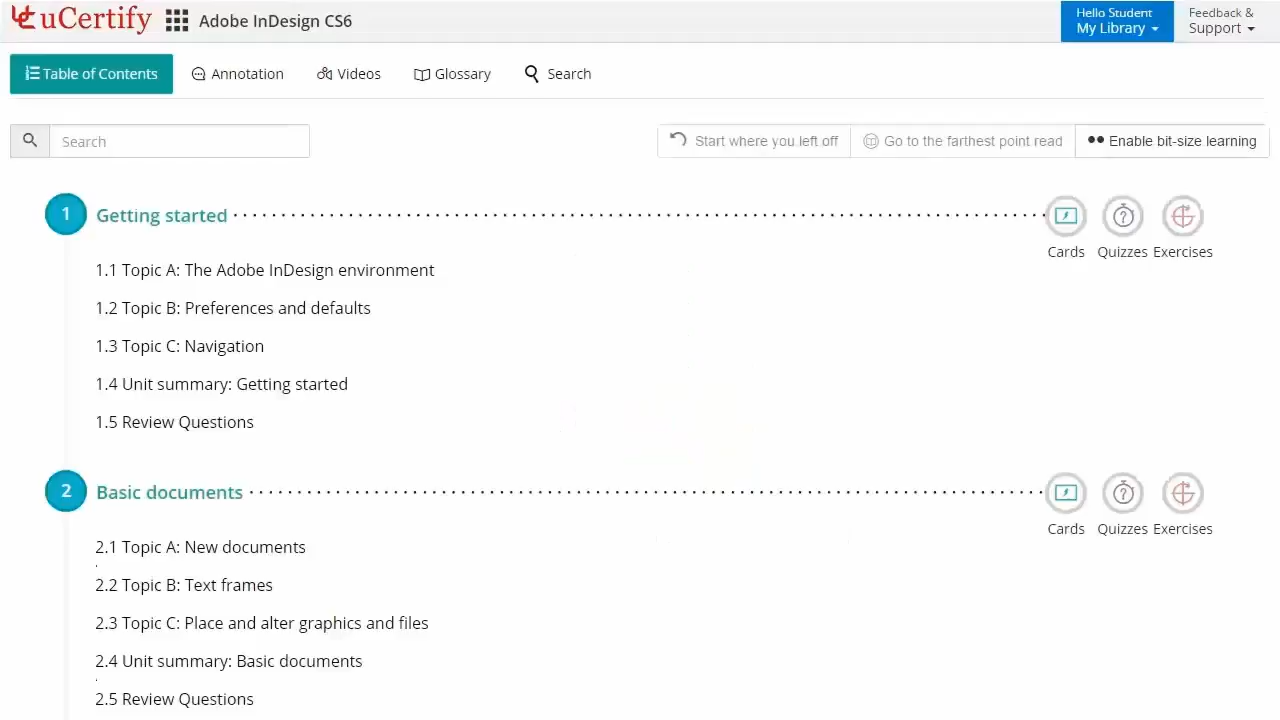 uCertify Adobe InDesign CS6
Hello Student
My Library
Feedback &
Support
Table of Contents Annotation Videos Glossary Search
Search
Start where you left off Go to the farthest point read Enable bit-size learning
1 Getting started
Cards Quizzes Exercises
1.1 Topic A: The Adobe InDesign environment
1.2 Topic B: Preferences and defaults
1.3 Topic C: Navigation
1.4 Unit summary: Getting started
1.5 Review Questions
2 Basic documents
Cards Quizzes Exercises
2.1 Topic A: New documents
2.2 Topic B: Text frames
2.3 Topic C: Place and alter graphics and files
2.4 Unit summary: Basic documents
2.5 Review Questions